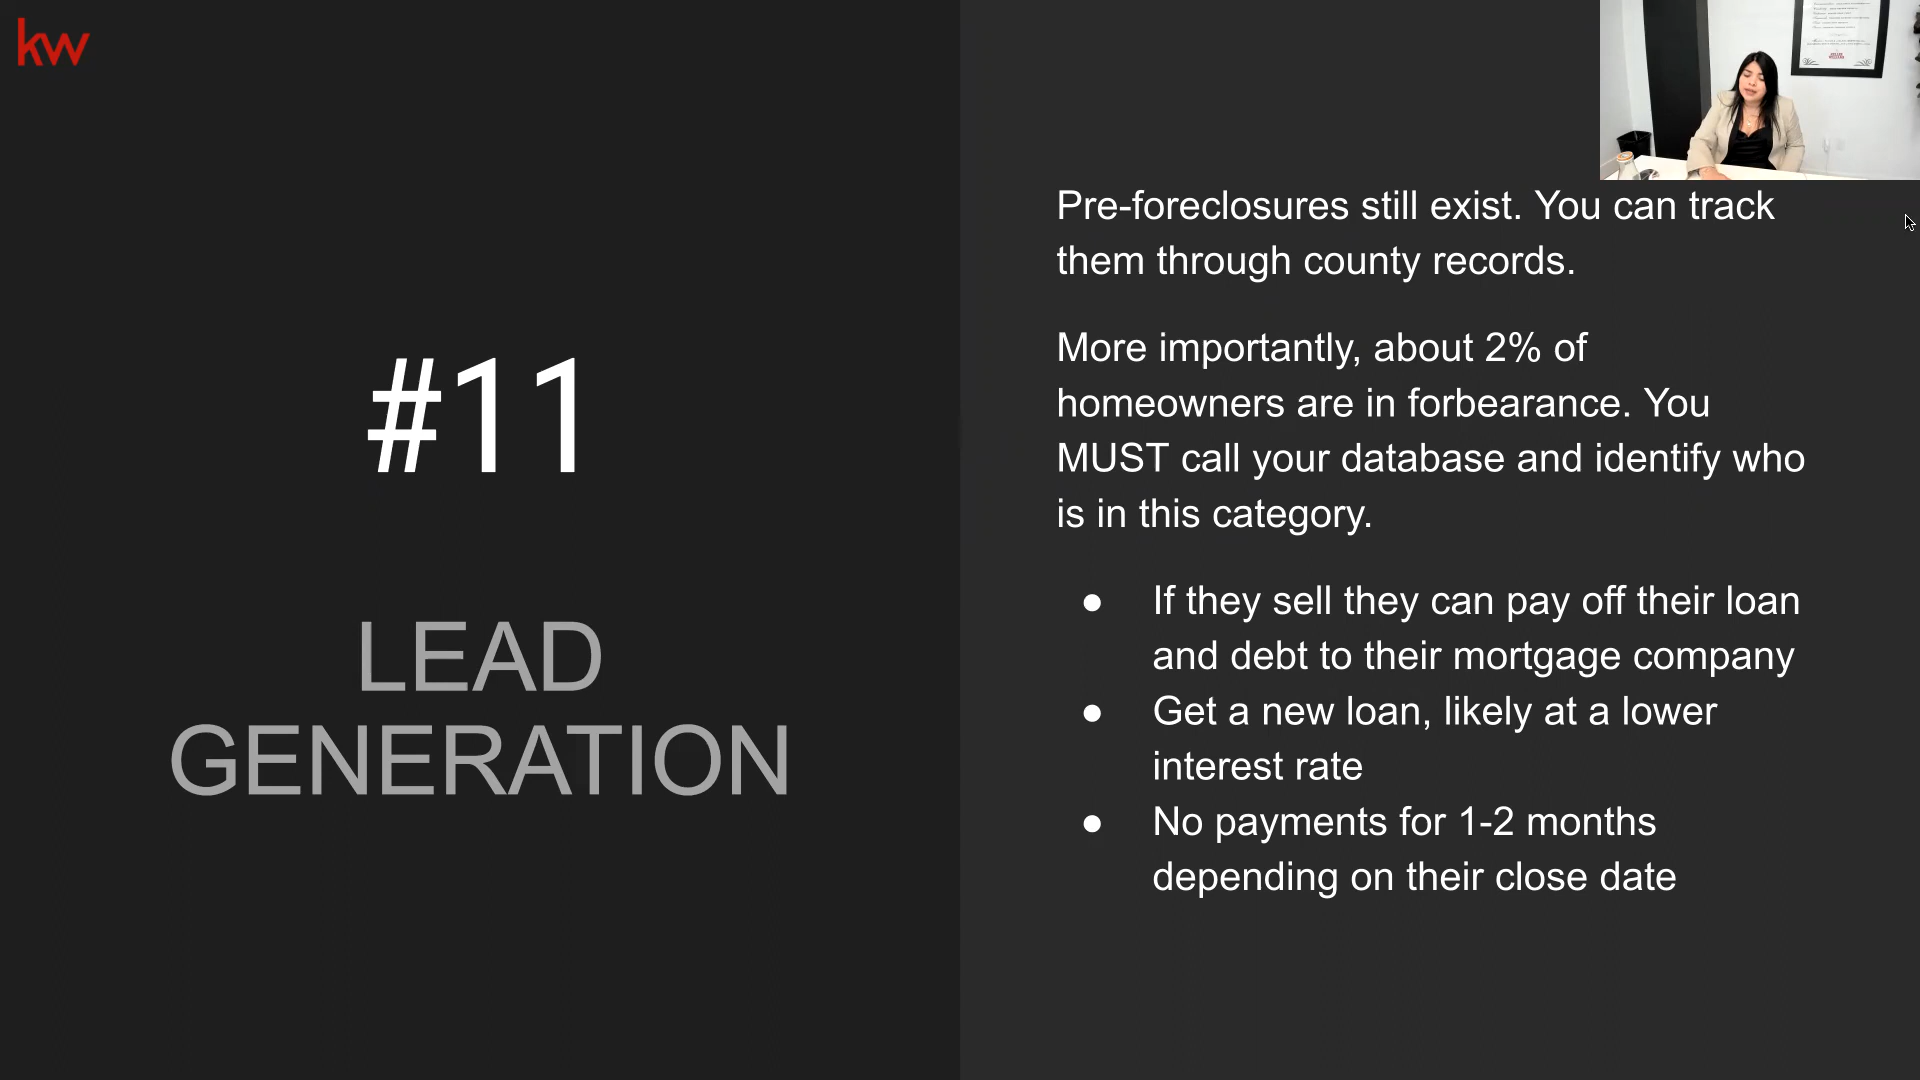 kw
#11
LEAD
GENERATION
Pre-foreclosures still exist. You can track
them through county records.
More importantly, about 2% of
homeowners are in forbearance. You
MUST call your database and identify who
is in this category.
● If they sell they can pay off their loan
and debt to their mortgage company
● Get a new loan, likely at a lower
interest rate
● No payments for 1-2 months
depending on their close date